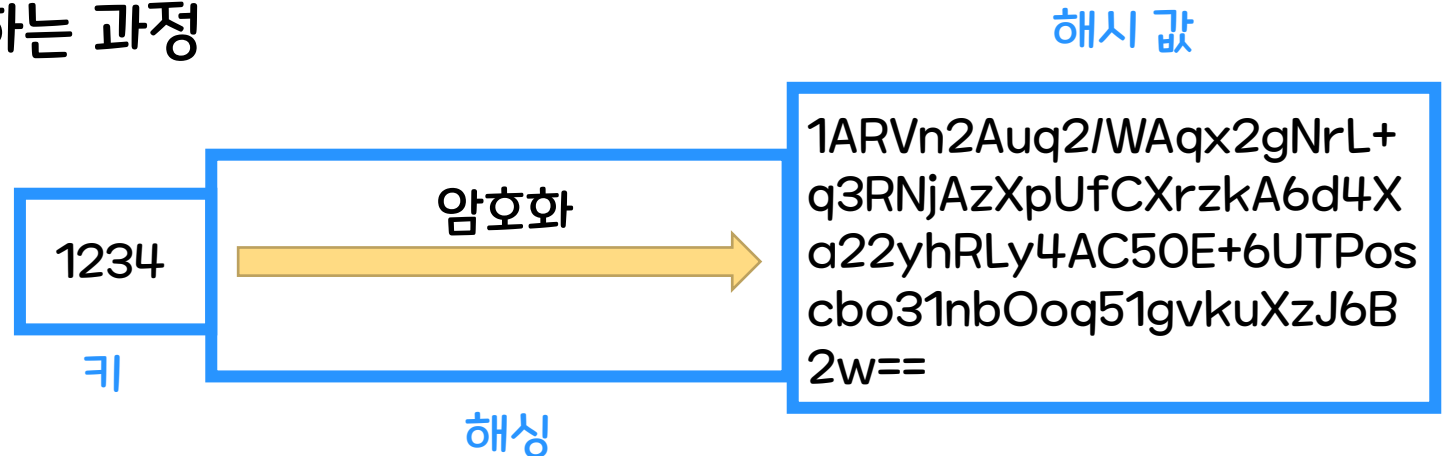 하는 과정
해시 값
1ARVn2Auq2/WAqx2gNrL+
q3RNjAzXpUfCXrzkA6d4X
a22yhRLy4AC50E+6UTPos
cbo31nbOoq51gvkuXzJ6B
2w==
암호화
1234
키
해싱